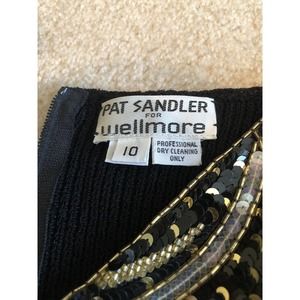 PAT SANDLER
FOR
wellmore
10
PROFESSIONAL
DRY CLEANING
ONLY